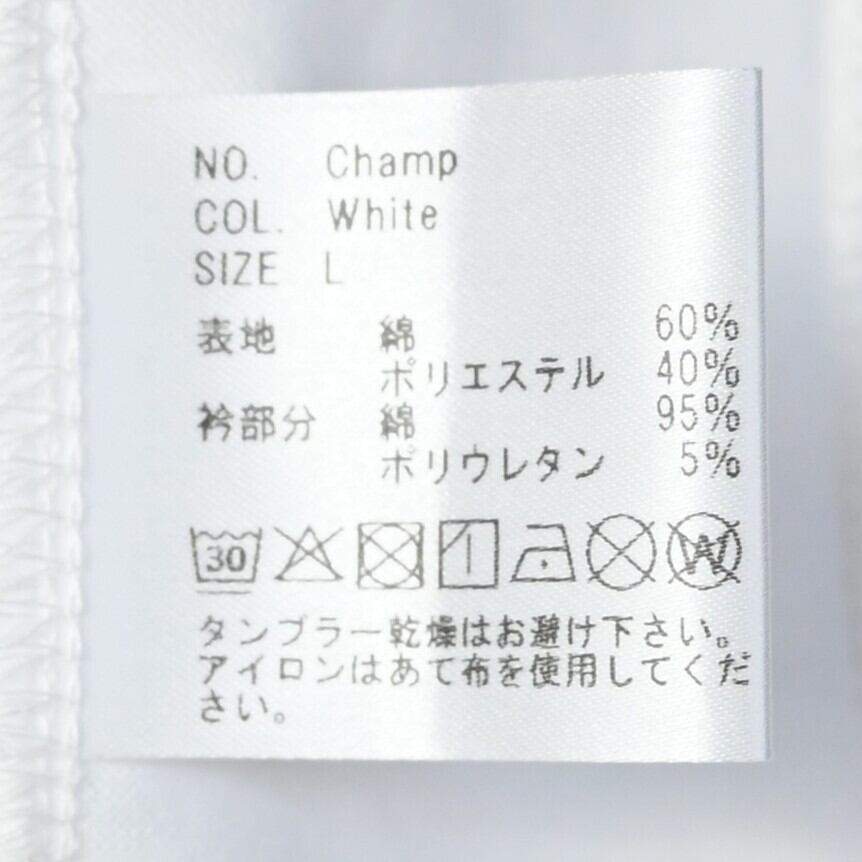 NO. Champ
COL. White
SIZE L
表地 綿 60%
ポリエステル 40%
衿部分 綿 95%
ポリウレタン 5%
30
W
タンブラー乾燥はお避け下さい。
アイロンはあて布を使用してくだ
さい。